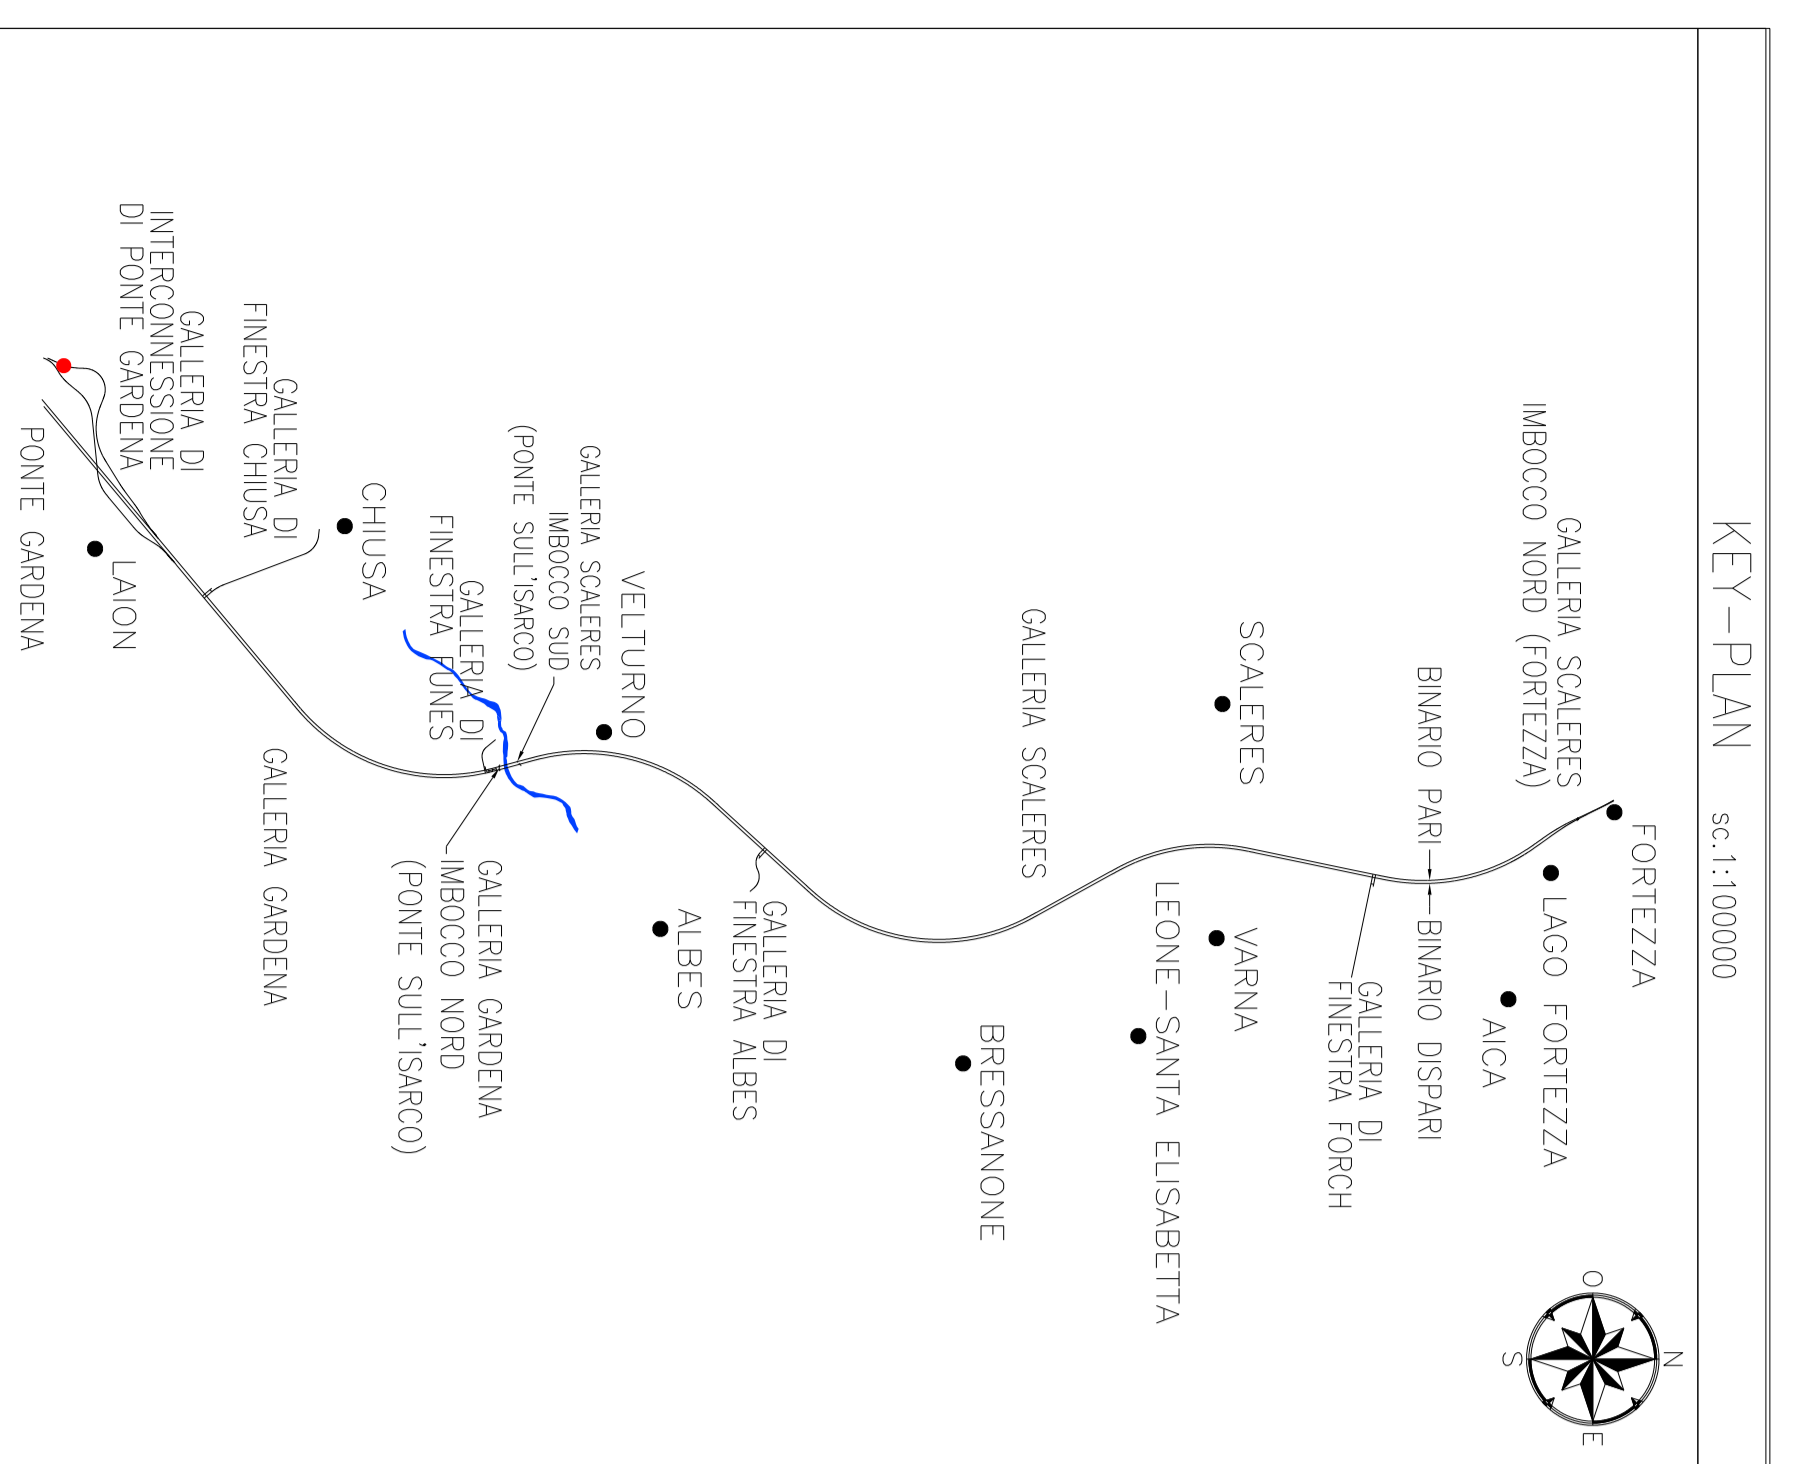 KEY-PLAN sc.1:100000
FORTEZZA
GALLERIA SCALERES
IMBOCCO NORD (FORTEZZA)
LAGO FORTEZZA
AICA
BINARIO PARI
BINARIO DISPARI
GALLERIA DI
FINESTRA FORCH
SCALERES
VARNA
LEONE-SANTA ELISABETTA
GALLERIA SCALERES
BRESSANONE
GALLERIA DI
FINESTRA ALBES
ALBES
VELTURNO
GALLERIA SCALERES
IMBOCCO SUD
(PONTE SULL'ISARCO)
GALLERIA DI
FINESTRA FUNES
GALLERIA GARDENA
IMBOCCO NORD
(PONTE SULL'ISARCO)
CHIUSA
GALLERIA DI
FINESTRA CHIUSA
GALLERIA GARDENA
GALLERIA DI
INTERCONNESSIONE
DI PONTE GARDENA
LAION
PONTE GARDENA
N
O
E
S